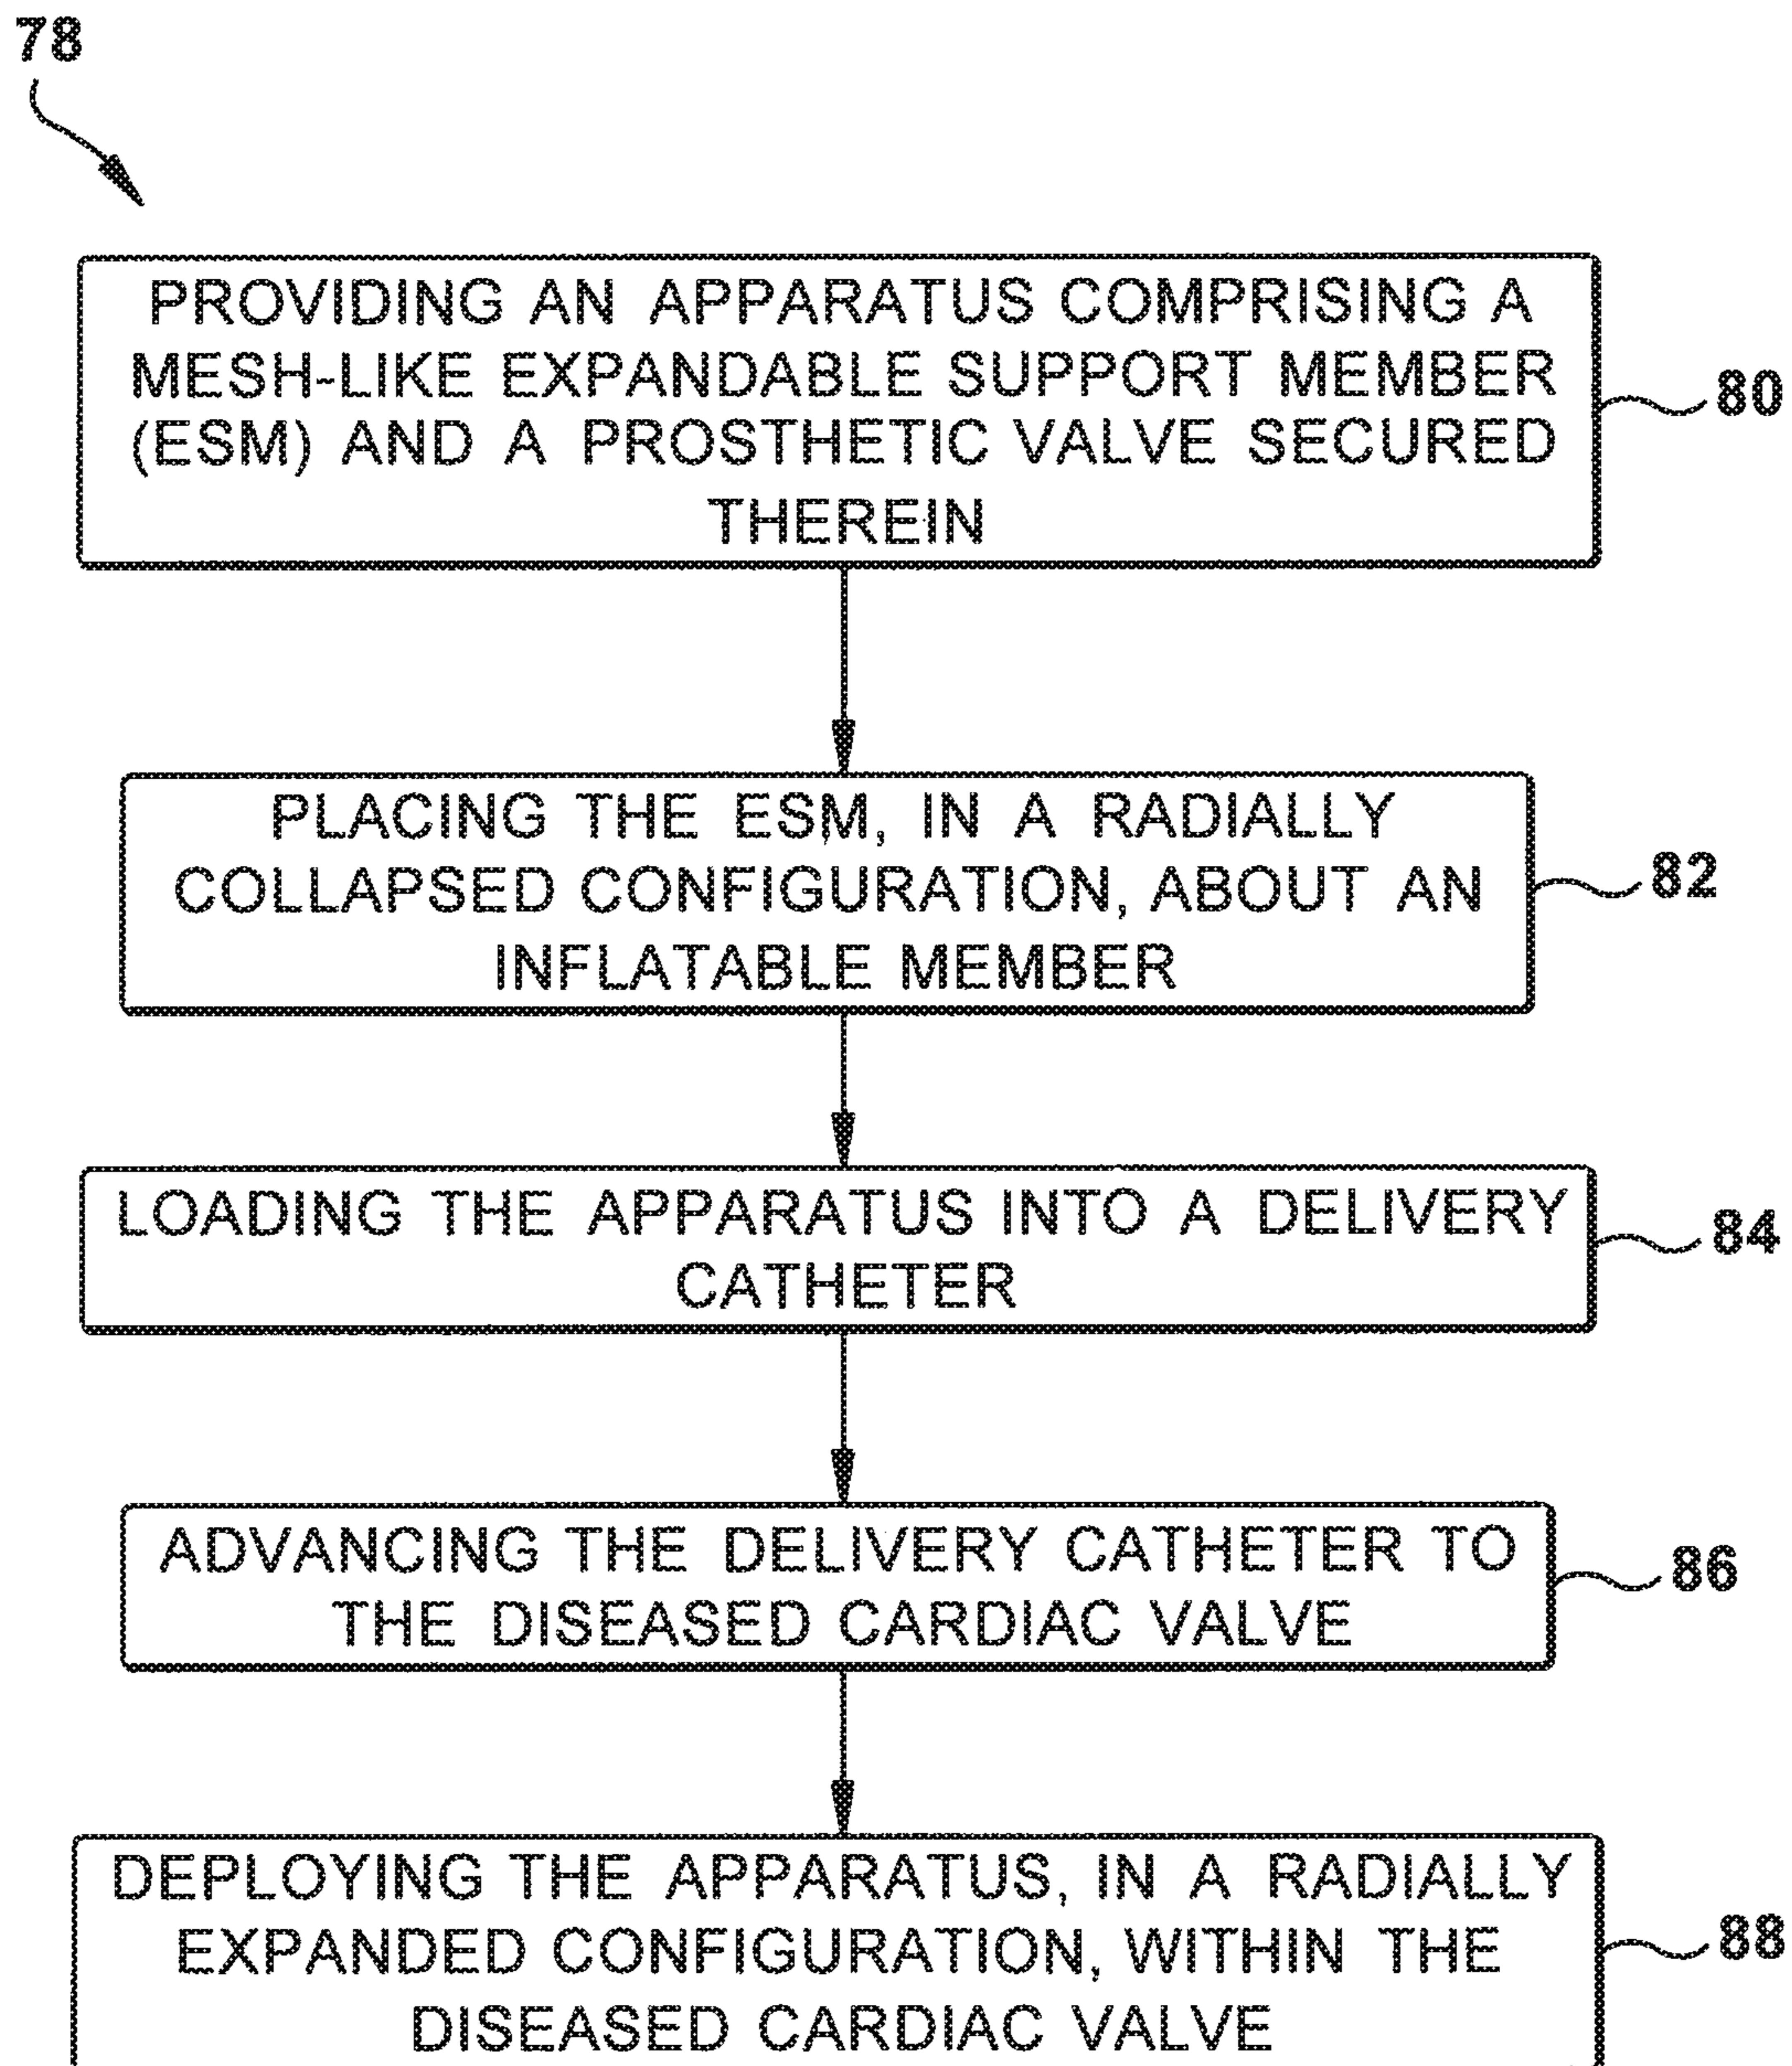 78
PROVIDING AN APPARATUS COMPRISING A
MESH-LIKE EXPANDABLE SUPPORT MEMBER
(ESM) AND A PROSTHETIC VALVE SECURED
THEREIN
80
PLACING THE ESM, IN A RADIALLY
COLLAPSED CONFIGURATION, ABOUT AN
INFLATABLE MEMBER
82
LOADING THE APPARATUS INTO A DELIVERY
CATHETER
84
ADVANCING THE DELIVERY CATHETER TO
THE DISEASED CARDIAC VALVE
86
DEPLOYING THE APPARATUS, IN A RADIALLY
EXPANDED CONFIGURATION, WITHIN THE
DISEASED CARDIAC VALVE
88